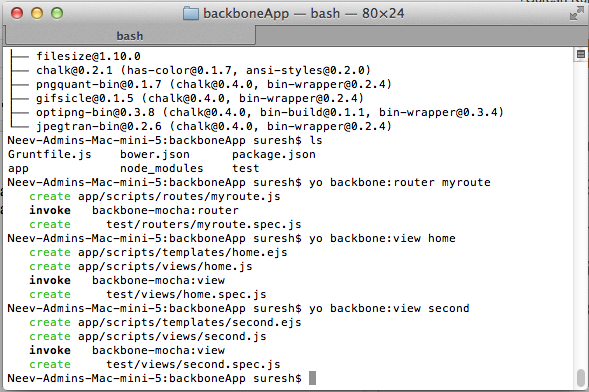 backboneApp — bash — 80×24
bash
├── filesize@1.10.0
├── chalk@0.2.1 (has-color@0.1.7, ansi-styles@0.2.0)
├── pngquant-bin@0.1.7 (chalk@0.4.0, bin-wrapper@0.2.4)
├── gifsicle@0.1.5 (chalk@0.4.0, bin-wrapper@0.2.4)
├── optipng-bin@0.3.8 (chalk@0.4.0, bin-build@0.1.1, bin-wrapper@0.3.4)
└── jpegtran-bin@0.2.6 (chalk@0.4.0, bin-wrapper@0.2.4)
Neev-Admins-Mac-mini-5:backboneApp suresh$ ls
Gruntfile.js bower.json package.json
app node_modules test
Neev-Admins-Mac-mini-5:backboneApp suresh$ yo backbone:router myroute
create app/scripts/routes/myroute.js
invoke backbone-mocha:router
create test/routers/myroute.spec.js
Neev-Admins-Mac-mini-5:backboneApp suresh$ yo backbone:view home
create app/scripts/templates/home.ejs
create app/scripts/views/home.js
invoke backbone-mocha:view
create test/views/home.spec.js
Neev-Admins-Mac-mini-5:backboneApp suresh$ yo backbone:view second
create app/scripts/templates/second.ejs
create app/scripts/views/second.js
invoke backbone-mocha:view
create test/views/second.spec.js
Neev-Admins-Mac-mini-5:backboneApp suresh$